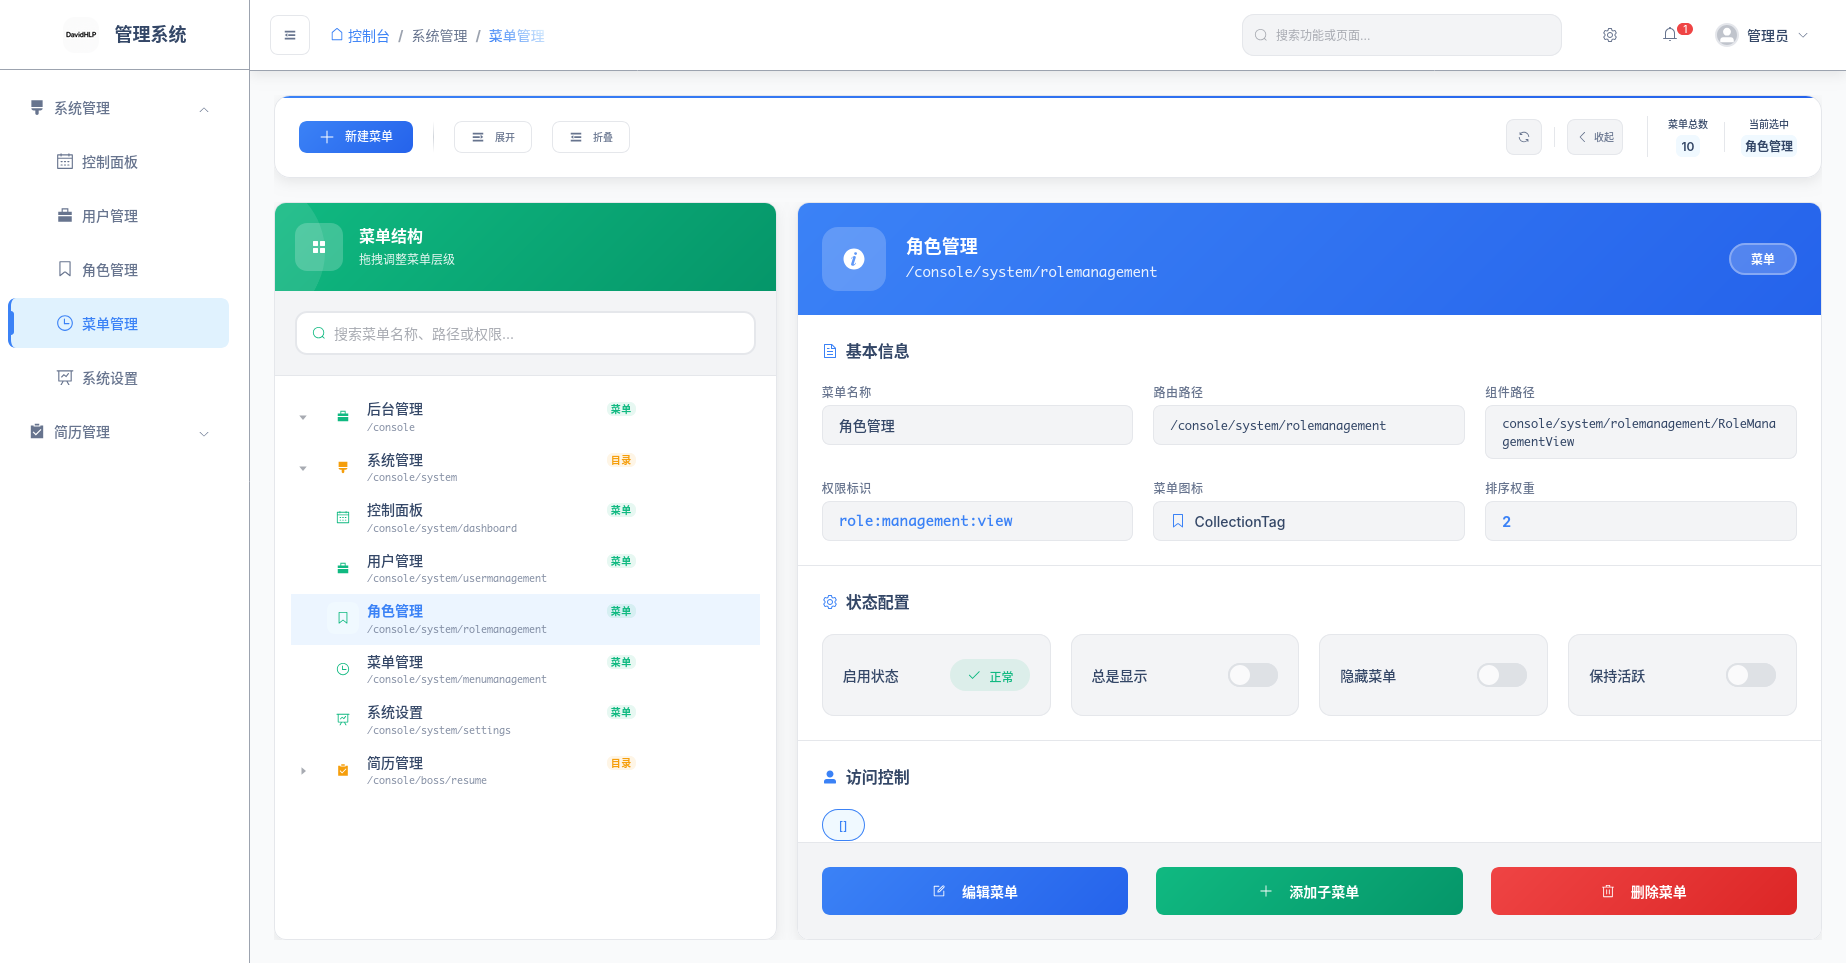 DavidHLP
管理系统
控制台 / 系统管理 / 菜单管理
搜索功能或页面...
1
管理员
系统管理
控制面板
用户管理
角色管理
菜单管理
系统设置
简历管理
新建菜单
展开
折叠
收起
菜单总数
10
当前选中
角色管理
菜单结构
拖拽调整菜单层级
搜索菜单名称、路径或权限...
后台管理
菜单
/console
系统管理
目录
/console/system
控制面板
菜单
/console/system/dashboard
用户管理
菜单
/console/system/usermanagement
角色管理
菜单
/console/system/rolemanagement
菜单管理
菜单
/console/system/menumanagement
系统设置
菜单
/console/system/settings
简历管理
目录
/console/boss/resume
角色管理
/console/system/rolemanagement
菜单
基本信息
菜单名称
角色管理
路由路径
/console/system/rolemanagement
组件路径
console/system/rolemanagement/RoleMana
gementView
权限标识
role:management:view
菜单图标
CollectionTag
排序权重
2
状态配置
启用状态
正常
总是显示
隐藏菜单
保持活跃
访问控制
[]
编辑菜单
添加子菜单
删除菜单